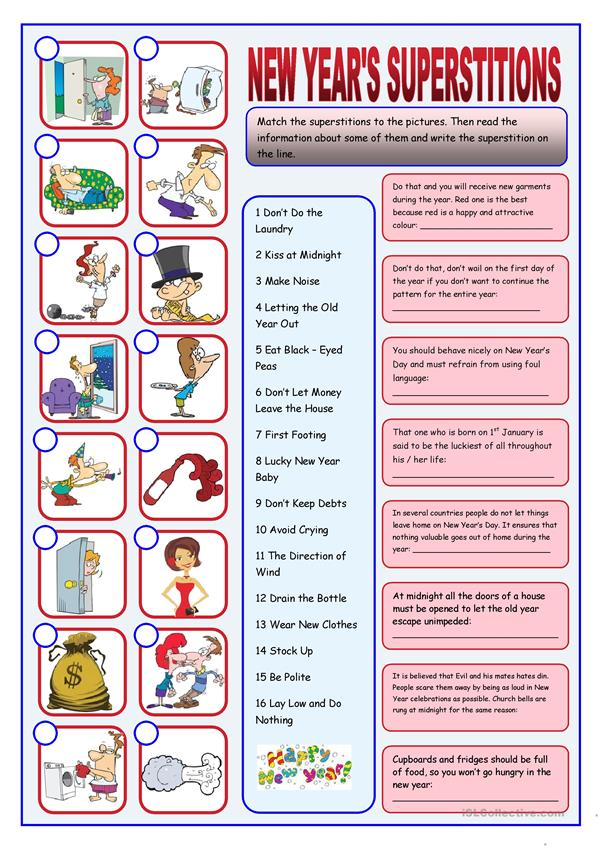 NEW YEAR'S SUPERSTITIONS
Match the superstitions to the pictures. Then read the
information about some of them and write the superstition on
the line.
1 Don't Do the
Laundry
2 Kiss at Midnight
3 Make Noise
4 Letting the Old
Year Out
5 Eat Black – Eyed
Peas
6 Don't Let Money
Leave the House
7 First Footing
8 Lucky New Year
Baby
9 Don't Keep Debts
10 Avoid Crying
11 The Direction of
Wind
12 Drain the Bottle
13 Wear New Clothes
14 Stock Up
15 Be Polite
16 Lay Low and Do
Nothing
Happy
New Year!
Do that and you will receive new garments
during the year. Red one is the best
because red is a happy and attractive
colour: ____________________
Don't do that, don't wail on the first day of
the year if you don't want to continue the
pattern for the entire year:
____________________
You should behave nicely on New Year's
Day and must refrain from using foul
language:
____________________
That one who is born on 1st January is
said to be the luckiest of all throughout
his / her life:
____________________
In several countries people do not let things
leave home on New Year's Day. It ensures that
nothing valuable goes out of home during the
year: ____________________
At midnight all the doors of a house
must be opened to let the old year
escape unimpeded:
____________________
It is believed that Evil and his mates hates din.
People scare them away by being as loud in New
Year celebrations as possible. Church bells are
rung at midnight for the same reason:
Cupboards and fridges should be full
of food, so you won't go hungry in the
new year:
____________________
$
iSLCollective.com